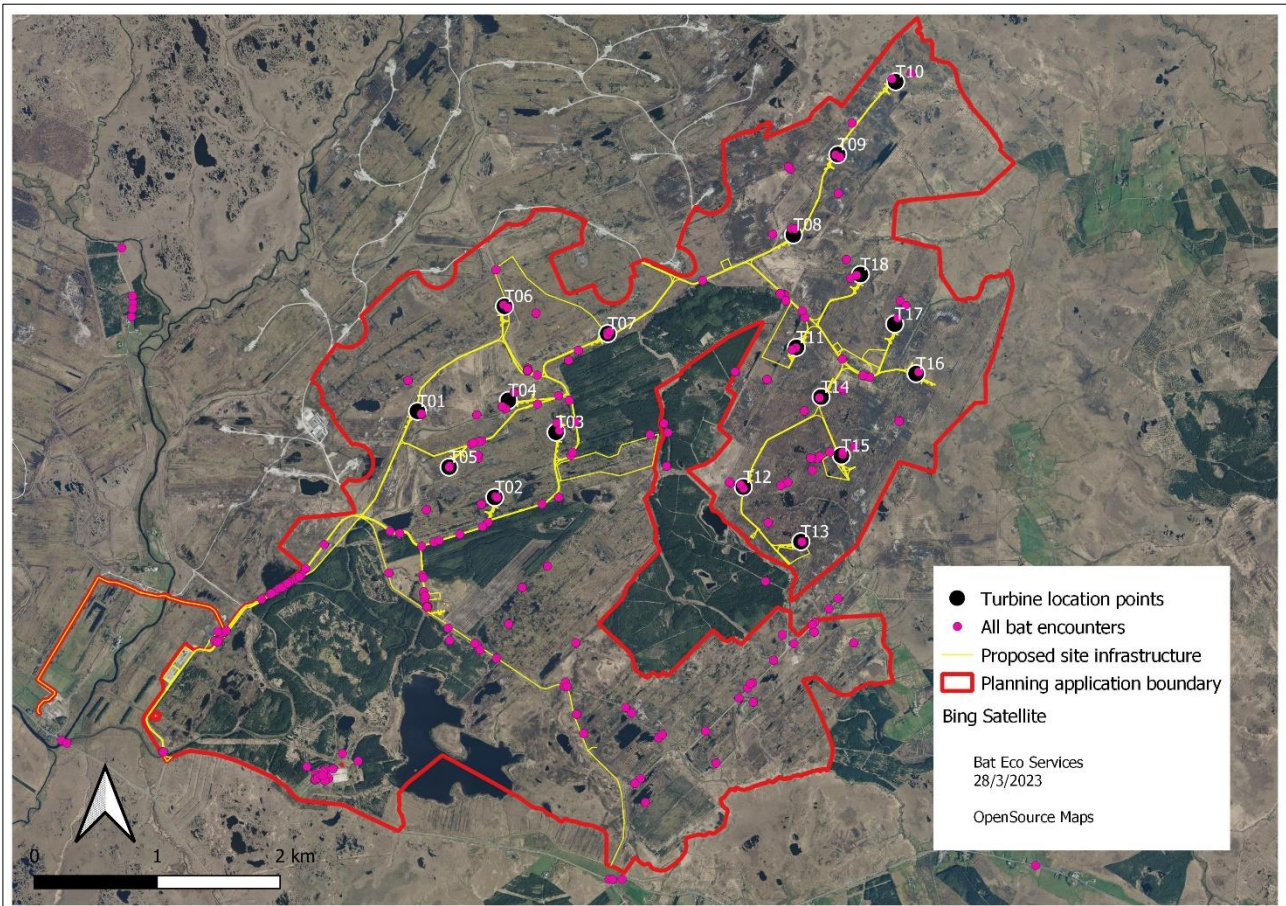 T10
T09
T08
T18
T06
T17
T07
T11
T16
T04
T14
T01
T03
T15
T05
T12
T02
T13
Turbine location points
All bat encounters
Proposed site infrastructure
Planning application boundary
Bing Satellite
Bat Eco Services
28/3/2023
OpenSource Maps
0 1 2 km